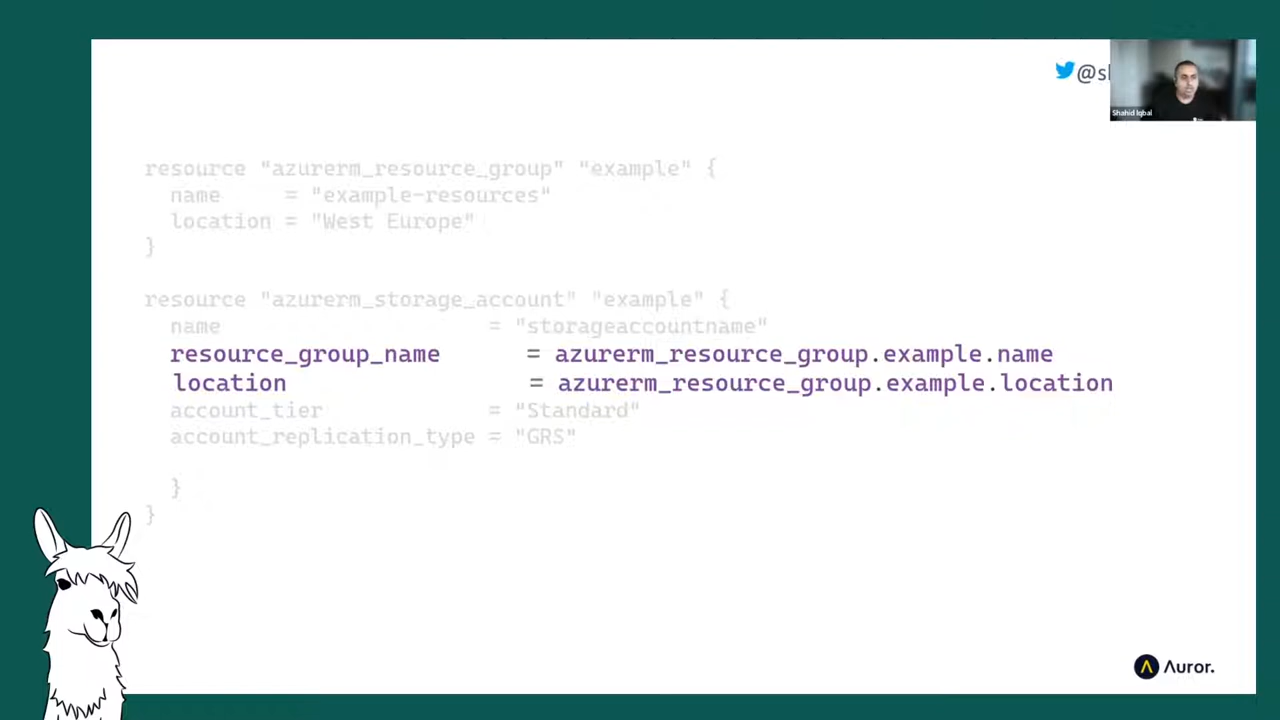 @s
Shahid Iqbal
resource "azurerm_resource_group" "example" {
name = "example-resources"
location = "West Europe"
}
resource "azurerm_storage_account" "example" {
name = "storageaccountname"
resource_group_name = azurerm_resource_group.example.name
location = azurerm_resource_group.example.location
account_tier = "Standard"
account_replication_type = "GRS"
}
}
Auror.